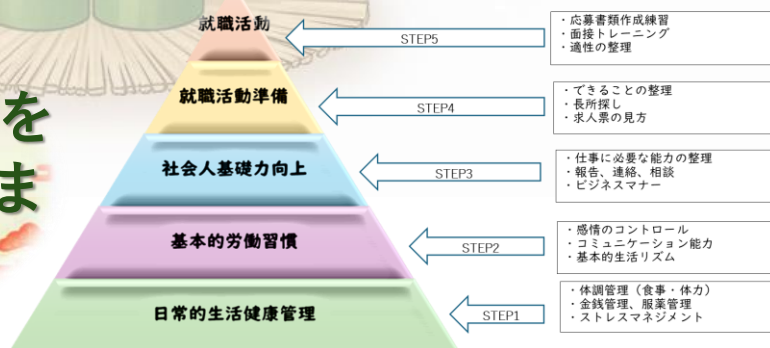 就職活動
STEP5
・応募書類作成練習
・面接トレーニング
・適性の整理
を
ま
就職活動準備
STEP4
・できることの整理
・長所探し
・求人票の見方
社会人基礎力向上
STEP3
・仕事に必要な能力の整理
・報告、連絡、相談
・ビジネスマナー
基本的労働習慣
STEP2
・感情のコントロール
・コミュニケーション能力
・基本的生活リズム
日常的生活健康管理
STEP1
・体調管理（食事・体力）
・金銭管理、服薬管理
・ストレスマネジメント